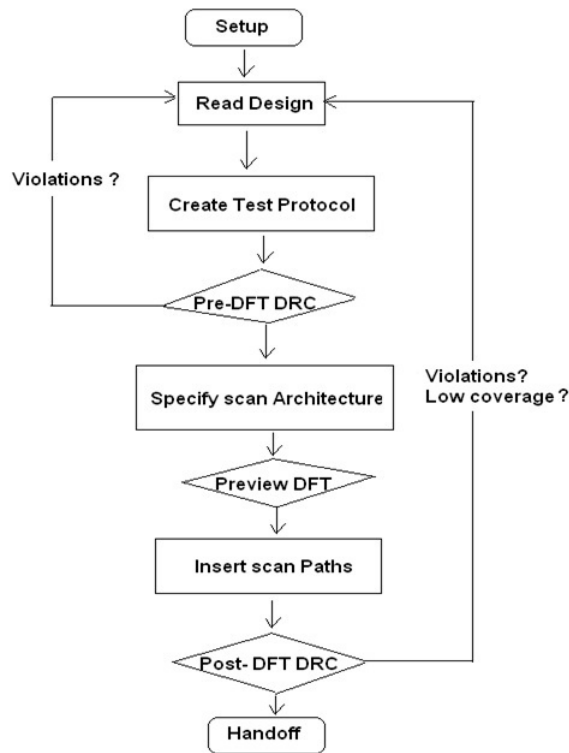 Setup
Read Design
Violations ?
Create Test Protocol
Pre-DFT DRC
Specify scan Architecture
Violations?
Low coverage ?
Preview DFT
Insert scan Paths
Post- DFT DRC
Handoff